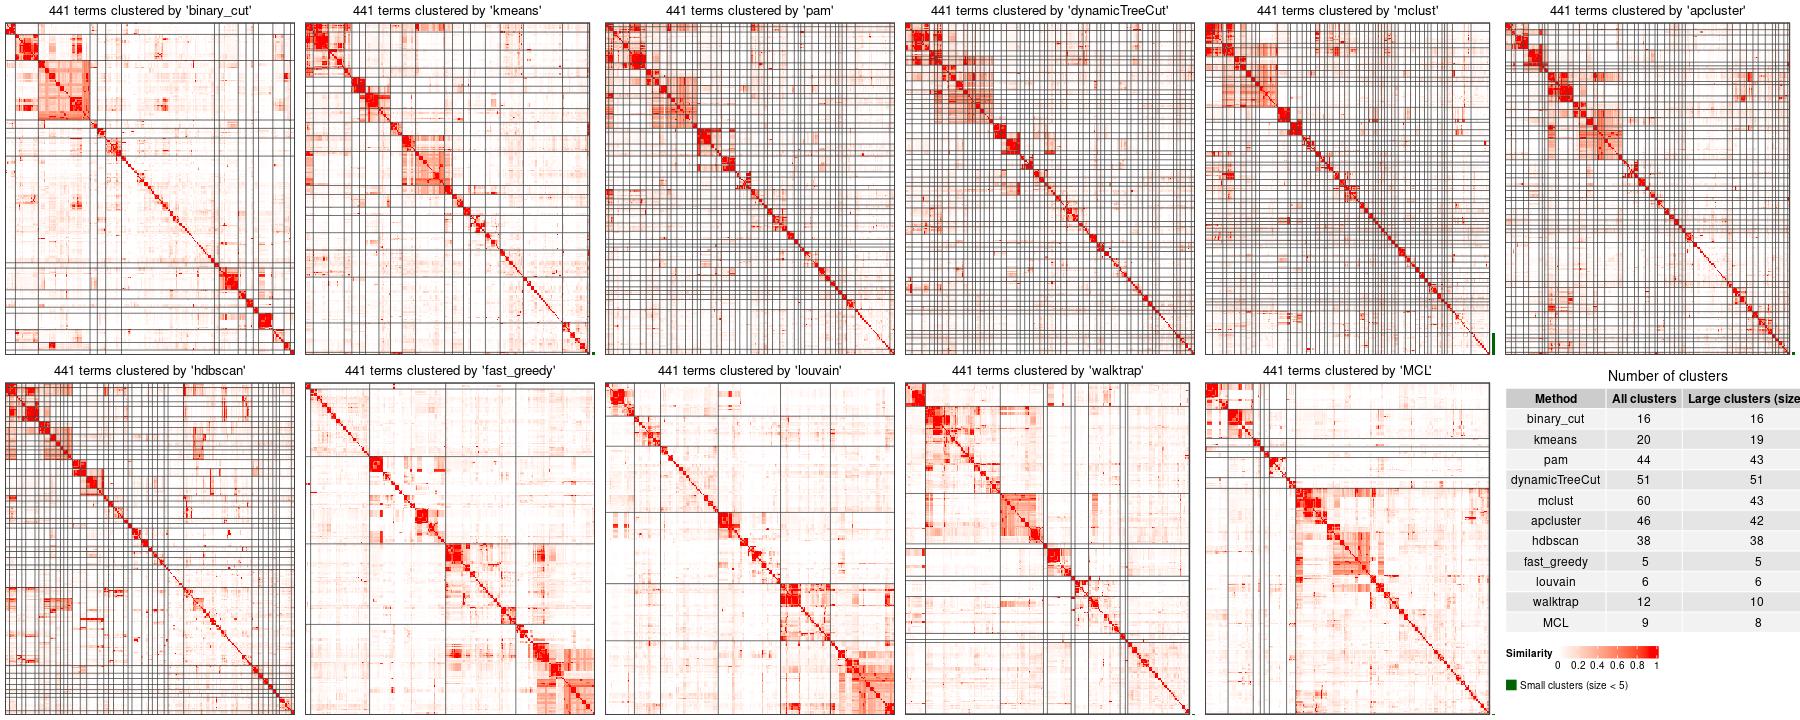 441 terms clustered by 'binary_cut'
441 terms clustered by 'kmeans'
441 terms clustered by 'pam'
441 terms clustered by 'dynamicTreeCut'
441 terms clustered by 'mclust'
441 terms clustered by 'apcluster'
441 terms clustered by 'hdbscan'
441 terms clustered by 'fast_greedy'
441 terms clustered by 'louvain'
441 terms clustered by 'walktrap'
441 terms clustered by 'MCL'
Number of clusters
Method All clusters Large clusters (size
binary_cut 16 16
kmeans 20 19
pam 44 43
dynamicTreeCut 51 51
mclust 60 43
apcluster 46 42
hdbscan 38 38
fast_greedy 5 5
louvain 6 6
walktrap 12 10
MCL 9 8
Similarity
0 0.2 0.4 0.6 0.8 1
Small clusters (size < 5)